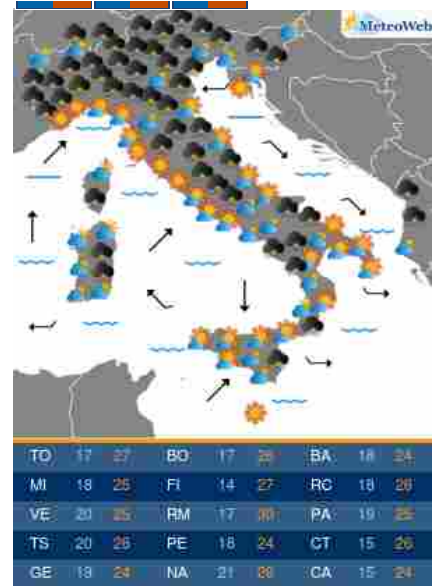 MeteoWeb
TO 17 27 BO 17 26 BA 18 24
MI 18 25 FI 14 27 RC 18 26
VE 20 25 RM 17 30 PA 19 25
TS 20 26 PE 18 24 CT 15 26
GE 19 24 NA 21 CA 15 24